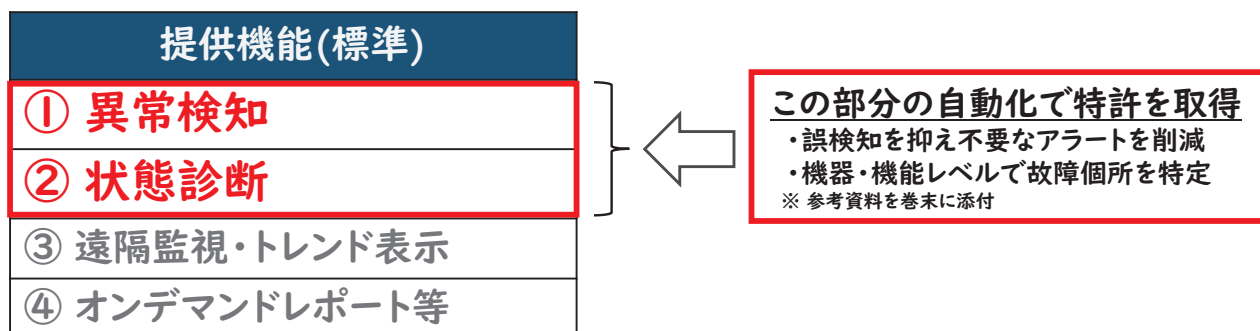 提供機能(標準)
① 異常検知
② 状態診断
③ 遠隔監視・トレンド表示
④ オンデマンドレポート等
この部分の自動化で特許を取得
・誤検知を抑え不要なアラートを削減
・機器・機能レベルで故障個所を特定
※ 参考資料を巻末に添付